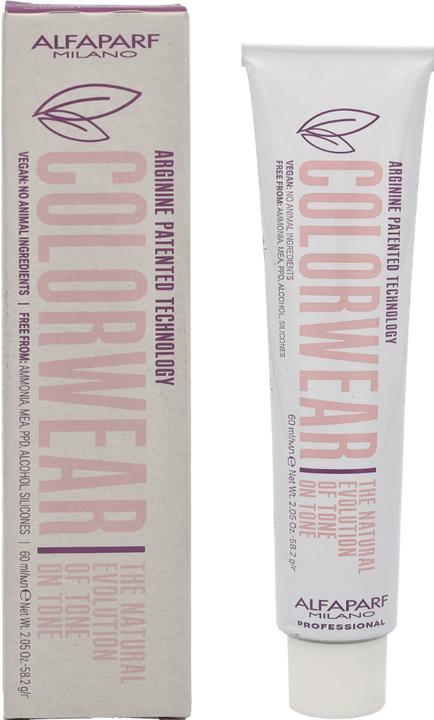 ALFAPARF
MILANO
ARGININE PATENTED TECHNOLOGY
COLORWEAR
THE NATURAL
EVOLUTION
OF TONE
ON TONE
VEGAN: NO ANIMAL INGREDIENTS | FREE FROM: AMMONIA, MEA, PPD, ALCOHOL, SILICONES | 60 ml/мл ℮ Net Wt. 2.05 Oz.-58.2 g/г
ARGININE PATENTED TECHNOLOGY
COLORWEAR
THE NATURAL
EVOLUTION
OF TONE
ON TONE
VEGAN: NO ANIMAL INGREDIENTS
FREE FROM: AMMONIA, MEA, PPD, ALCOHOL, SILICONES
60 ml/мл ℮ Net Wt. 2.05 Oz.-58.2 g/г
ALFAPARF
MILANO
PROFESSIONAL